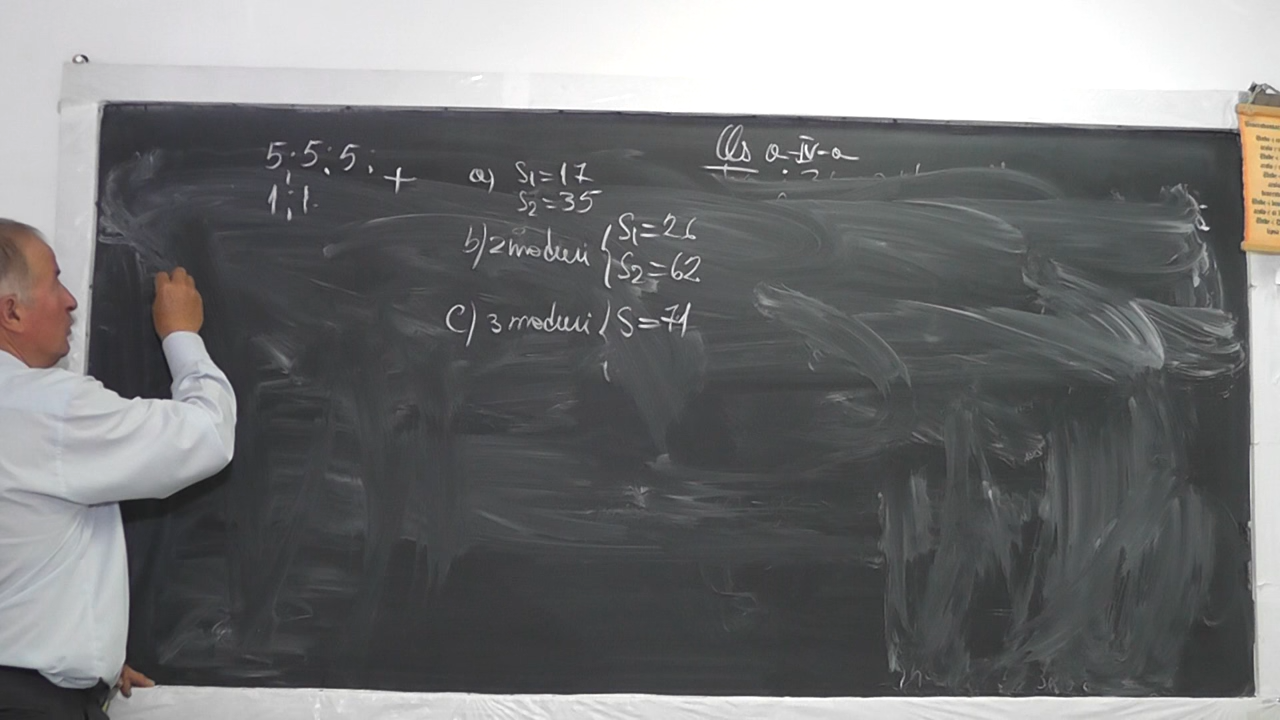 5; 5; 5; +
1; 1
Cls a-IV-a
a) S1=17
S2=35
b) 2 moduri { S1=26
S2=62
c) 3 moduri { S=71